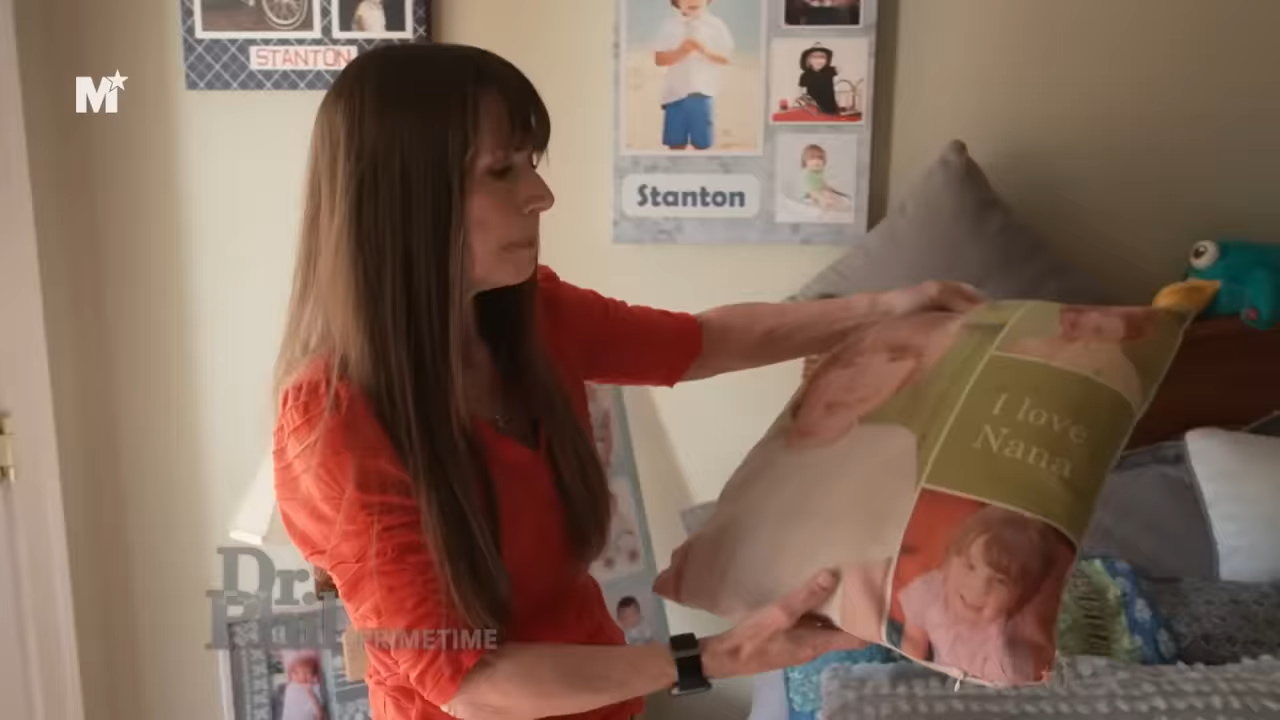 STANTON
M
Stanton
I love
Nana
Dr.
Phil PRIMETIME